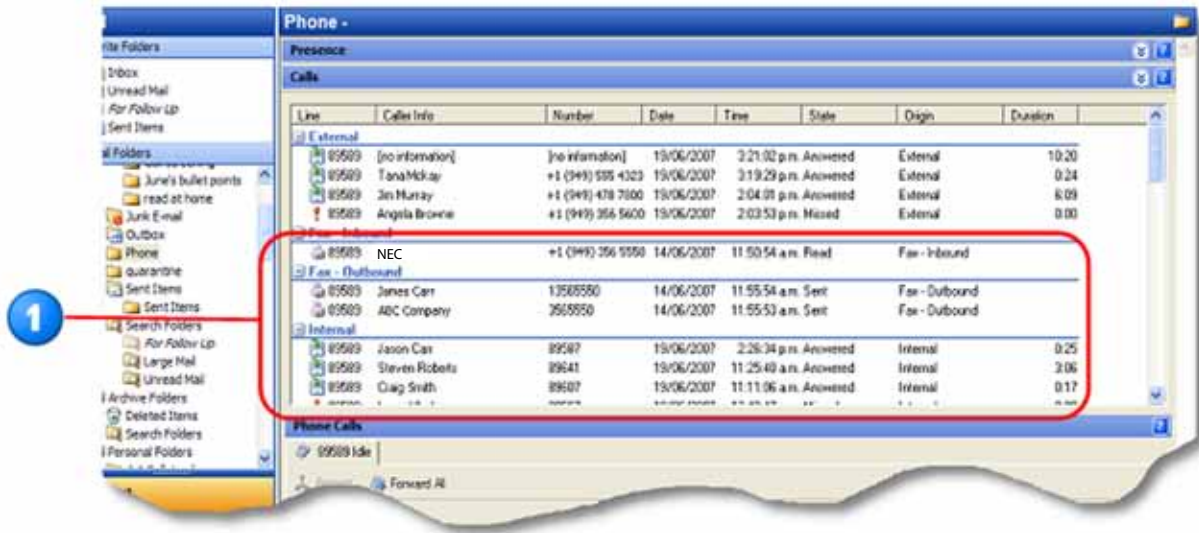 Phone -
Favorite Folders
Inbox
Unread Mail
For Follow Up
Sent Items
Mail Folders
June's bullet points
read at home
Junk E-mail
Outbox
Phone
quarantine
Sent Items
Sent Items
Search Folders
For Follow Up
Large Mail
Unread Mail
Archive Folders
Deleted Items
Search Folders
Personal Folders
Presence
Calls
Line Caller Info Number Date Time State Origin Duration
External
89589 [no information] [no information] 19/06/2007 3:21:02 p.m. Answered External 10:20
89589 Tana McKay +1 (949) 555 4323 19/06/2007 3:19:29 p.m. Answered External 0:24
89589 Jim Murray +1 (949) 478 7800 19/06/2007 2:04:01 p.m. Answered External 6:09
89589 Angela Browne +1 (949) 356 5600 19/06/2007 2:03:53 p.m. Missed External 0:00
Fax - Inbound
89589 NEC +1 (949) 356 5550 14/06/2007 11:50:54 a.m. Read Fax - Inbound
Fax - Outbound
89589 James Carr 13565550 14/06/2007 11:55:54 a.m. Sent Fax - Outbound
89589 ABC Company 3565550 14/06/2007 11:55:53 a.m. Sent Fax - Outbound
Internal
89589 Jason Carr 89587 19/06/2007 2:26:34 p.m. Answered Internal 0:25
89589 Steven Roberts 89641 19/06/2007 11:25:40 a.m. Answered Internal 3:06
89589 Craig Smith 89607 19/06/2007 11:11:06 a.m. Answered Internal 0:17
1
Phone Calls
89589 Idle
Forward All